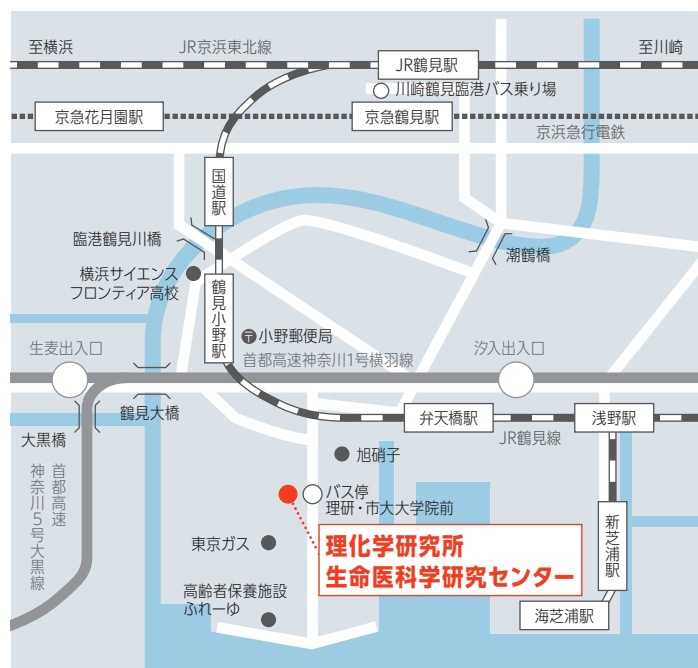 至横浜
JR京浜東北線
至川崎
JR鶴見駅
川崎鶴見臨港バス乗り場
京急花月園駅
京急鶴見駅
京浜急行電鉄
国道駅
臨港鶴見川橋
潮鶴橋
横浜サイエンス
フロンティア高校
鶴見小野駅
〒小野郵便局
生麦出入口
首都高速神奈川1号横羽線
汐入出入口
大黒橋
鶴見大橋
弁天橋駅
浅野駅
JR鶴見線
首都高速
神奈川5号大黒線
旭硝子
バス停
理研・市大大学院前
東京ガス
理化学研究所
生命医科学研究センター
新芝浦駅
高齢者保養施設
ふれーゆ
海芝浦駅